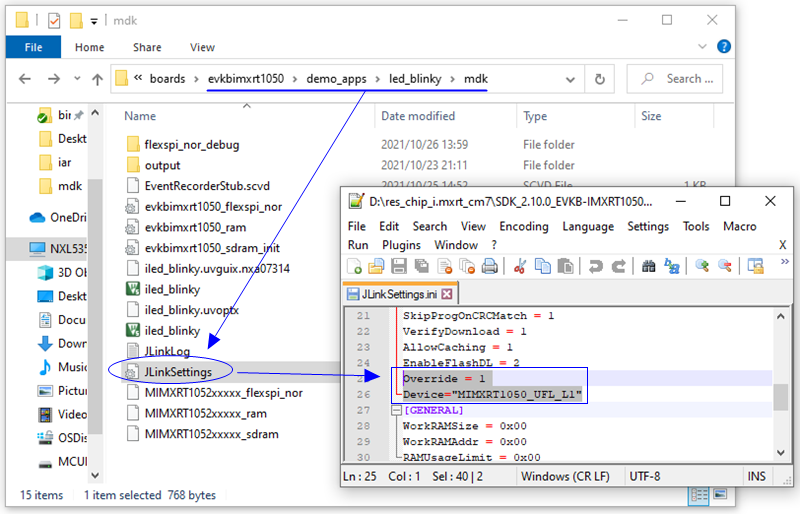 mdk
File Home Share View
« boards > evkbimxrt1050 > demo_apps > led_blinky > mdk
Search ...
Name Date modified Type Size
bir
Deskt
iar
mdk
OneDriv
NXL535
3D Obj
Deskt
Docu
Down
Music
Pictur
Video
OSDis
MCUI
flexspi_nor_debug 2021/10/26 13:59 File folder
output 2021/10/23 21:11 File folder
EventRecorderStub.scvd 2021/10/25 14:52 SCVD File 1 KB
evkbimxrt1050_flexspi_nor
evkbimxrt1050_ram
evkbimxrt1050_sdram_init
iled_blinky.uvguix.nxa07314
iled_blinky
iled_blinky.uvoptx
iled_blinky
JLinkLog
JLinkSettings
MIMXRT1052xxxxx_flexspi_nor
MIMXRT1052xxxxx_ram
MIMXRT1052xxxxx_sdram
15 items 1 item selected 768 bytes
D:\res_chip_i.mxrt_cm7\SDK_2.10.0_EVKB-IMXRT1050...
File Edit Search View Encoding Language Settings Tools Macro
Run Plugins Window ? X
JLinkSettings.ini
21 SkipProgOnCRCMatch = 1
22 VerifyDownload = 1
23 AllowCaching = 1
24 EnableFlashDL = 2
25 Override = 1
26 Device="MIMXRT1050_UFL_L1"
27 [GENERAL]
28 WorkRAMSize = 0x00
29 WorkRAMAddr = 0x00
30 RAMUsageLimit = 0x00
Ln : 25 Col : 1 Sel : 40 | 2 Windows (CR LF) UTF-8 INS